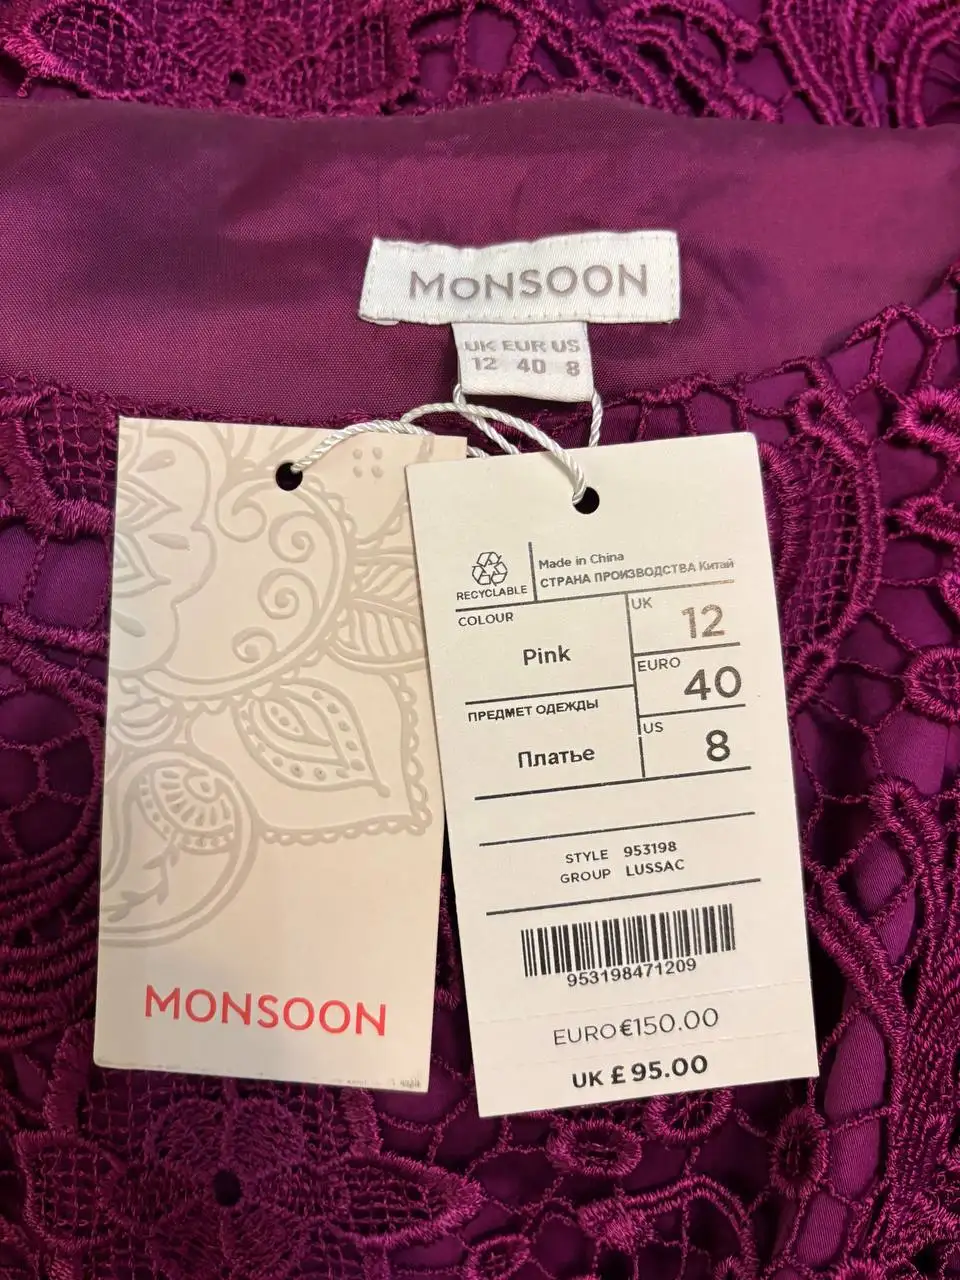 MONSOON
UK EUR US
12 40 8
RECYCLABLE
Made in China
СТРАНА ПРОИЗВОДСТВА Китай
COLOUR
Pink
UK
12
EURO
40
ПРЕДМЕТ ОДЕЖДЫ
Платье
US
8
STYLE 953198
GROUP LUSSAC
953198471209
EURO€150.00
UK £95.00
MONSOON